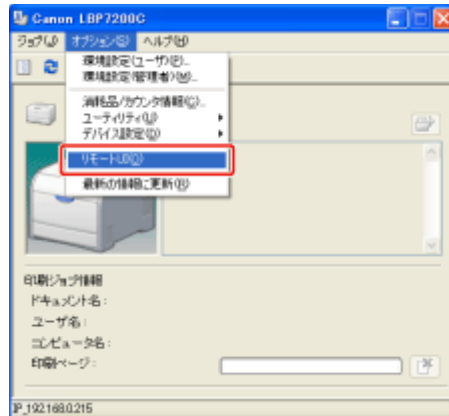 Canon LBP7200C
ジョブ(J) オプション(S) ヘルプ(H)
環境設定(ユーザ)(E)...
環境設定(管理者)(M)...
消耗品/カウンタ情報(C)...
ユーティリティ(U)
デバイス設定(D)
リモートUI(O)
最新の情報に更新(R)
印刷ジョブ情報
ドキュメント名:
ユーザ名:
コンピュータ名:
印刷ページ:
IP_192.168.0.215